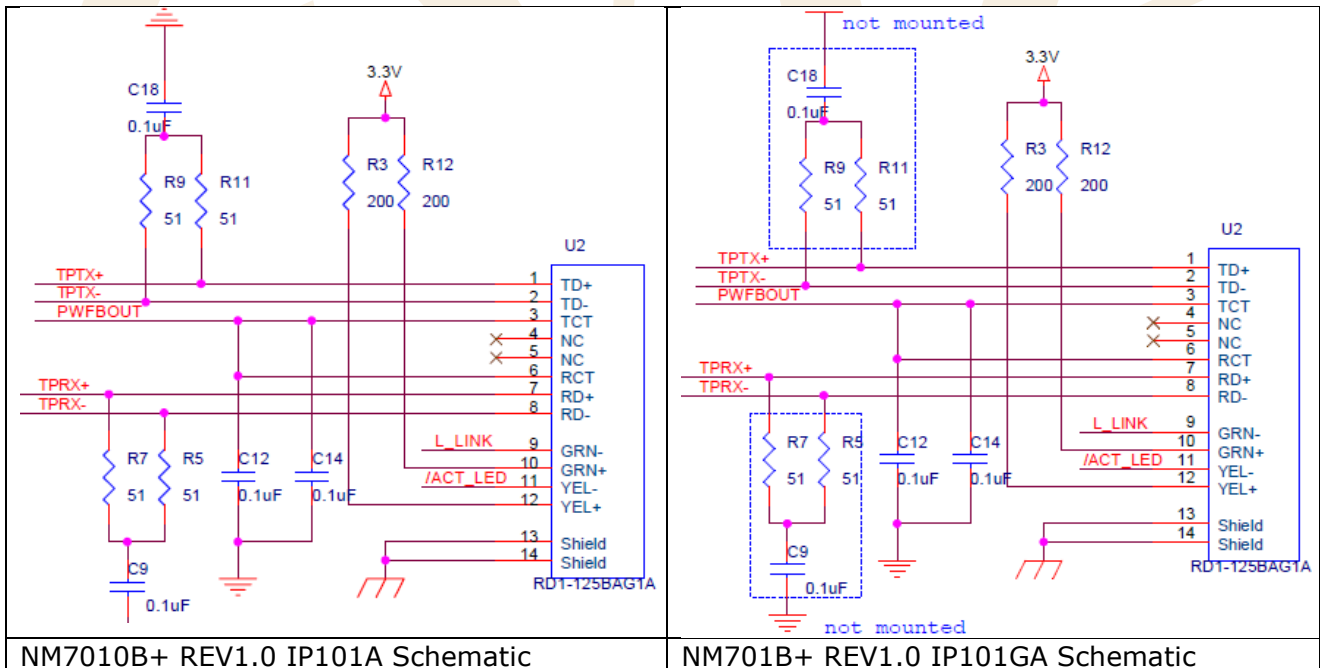 C18
0.1uF
R9
51
R11
51
3.3V
R3
200
R12
200
U2
TPTX+
TPTX-
PWFBOUT
1 TD+
2 TD-
3 TCT
4 NC
5 NC
6 RCT
7 RD+
8 RD-
9 GRN-
10 GRN+
11 YEL-
12 YEL+
13 Shield
14 Shield
RD1-125BAG1A
TPRX+
TPRX-
L_LINK
/ACT_LED
R7
51
R5
51
C12
0.1uF
C14
0.1uF
C9
0.1uF
NM7010B+ REV1.0 IP101A Schematic
not mounted
C18
0.1uF
R9
51
R11
51
3.3V
R3
200
R12
200
U2
TPTX+
TPTX-
PWFBOUT
1 TD+
2 TD-
3 TCT
4 NC
5 NC
6 RCT
7 RD+
8 RD-
9 GRN-
10 GRN+
11 YEL-
12 YEL+
13 Shield
14 Shield
RD1-125BAG1A
TPRX+
TPRX-
L_LINK
/ACT_LED
R7
51
R5
51
C12
0.1uF
C14
0.1uF
C9
0.1uF
not mounted
NM701B+ REV1.0 IP101GA Schematic